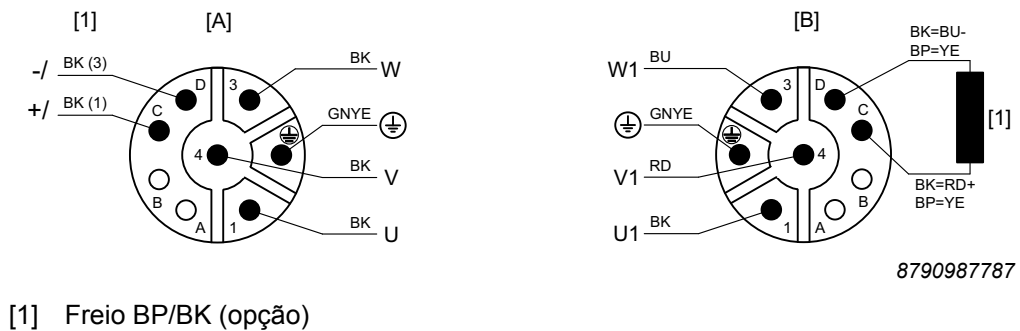 [1] [A] [B]
BK=BU-
BP=YE
-/ BK (3) D 3 BK W
W1 BU 3 D
+/ BK (1) C GNYE
GNYE C [1]
4 BK V
V1 RD 4
B A 1 BK U
U1 BK 1 A B
BK=RD+
BP=YE
8790987787
[1] Freio BP/BK (opção)